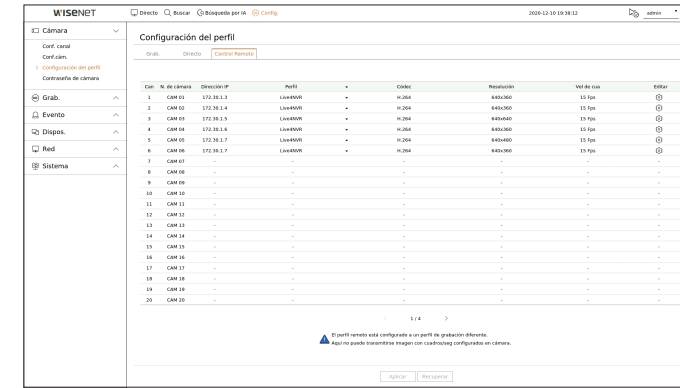 WISENET
Directo Buscar Búsqueda por IA Config. 2020-12-10 19:38:12 admin
Cámara
Conf. canal
Conf.cám.
Configuración del perfil
Contraseña de cámara
Grab.
Evento
Dispos.
Red
Sistema
Configuración del perfil
Grab. Directo Control Remoto
Can N. de cámara Dirección IP Perfil Códec Resolución Vel de cua Editar
1 CAM 01 172.30.1.3 Live4NVR H.264 640x360 15 Fps
2 CAM 02 172.30.1.4 Live4NVR H.264 640x360 15 Fps
3 CAM 03 172.30.1.5 Live4NVR H.264 640x640 15 Fps
4 CAM 04 172.30.1.6 Live4NVR H.264 640x360 15 Fps
5 CAM 05 172.30.1.7 Live4NVR H.264 640x480 15 Fps
6 CAM 06 172.30.1.7 Live4NVR H.264 640x360 15 Fps
7 CAM 07 - - - - - -
8 CAM 08 - - - - - -
9 CAM 09 - - - - - -
10 CAM 10 - - - - - -
11 CAM 11 - - - - - -
12 CAM 12 - - - - - -
13 CAM 13 - - - - - -
14 CAM 14 - - - - - -
15 CAM 15 - - - - - -
16 CAM 16 - - - - - -
17 CAM 17 - - - - - -
18 CAM 18 - - - - - -
19 CAM 19 - - - - - -
20 CAM 20 - - - - - -
1 / 4
El perfil remoto está configurado a un perfil de grabación diferente.
Aquí no puede transmitirse imagen con cuadros/seg configurados en cámara.
Aplicar Recuperar